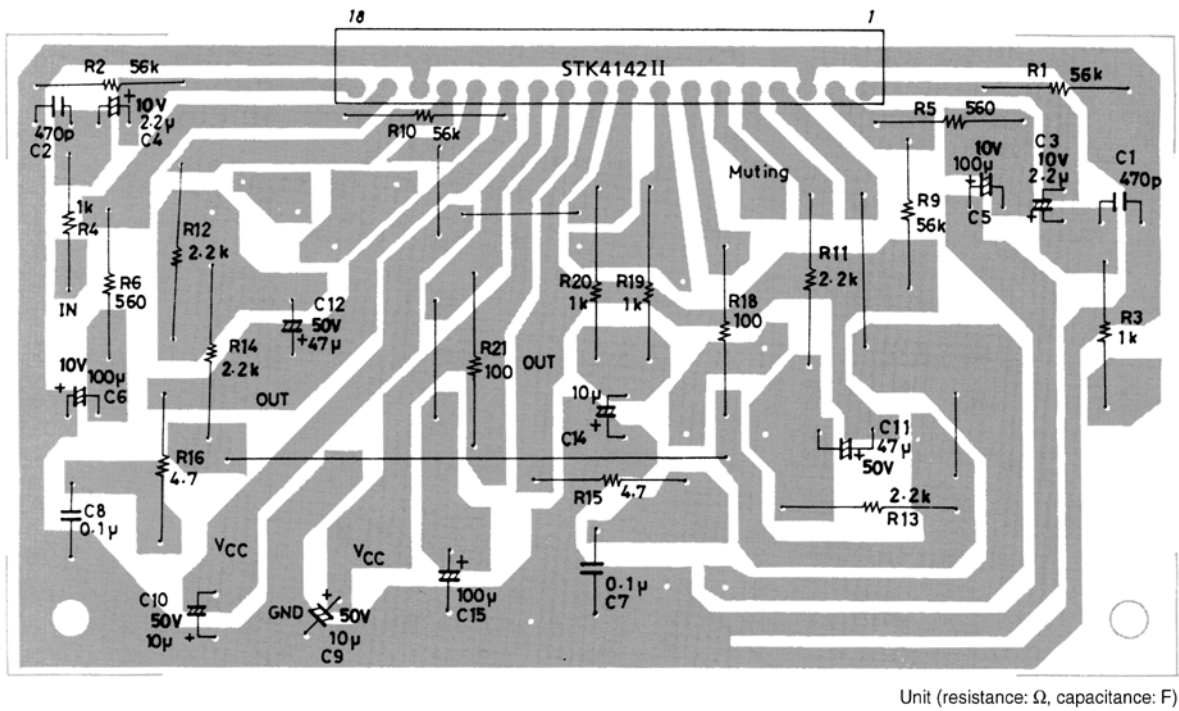 18
1
STK4142 II
R2
56k
R1
56k
10V
2.2μ
C4
470p
C2
R10
56k
R5
560
10V
100μ
C5
C3
10V
2.2μ
C1
470p
Muting
1k
R4
R12
2.2k
R9
56k
R6
560
R11
2.2k
IN
C12
50V
47μ
R20
1k
R19
1k
R18
100
R3
1k
R14
2.2k
R21
100
OUT
10V
100μ
C6
OUT
10μ
C14
C11
47μ
50V
R16
4.7
R15
4.7
2.2k
R13
C8
0.1μ
VCC
VCC
C10
50V
10μ
GND
50V
10μ
C9
100μ
C15
0.1μ
C7
Unit (resistance: Ω, capacitance: F)